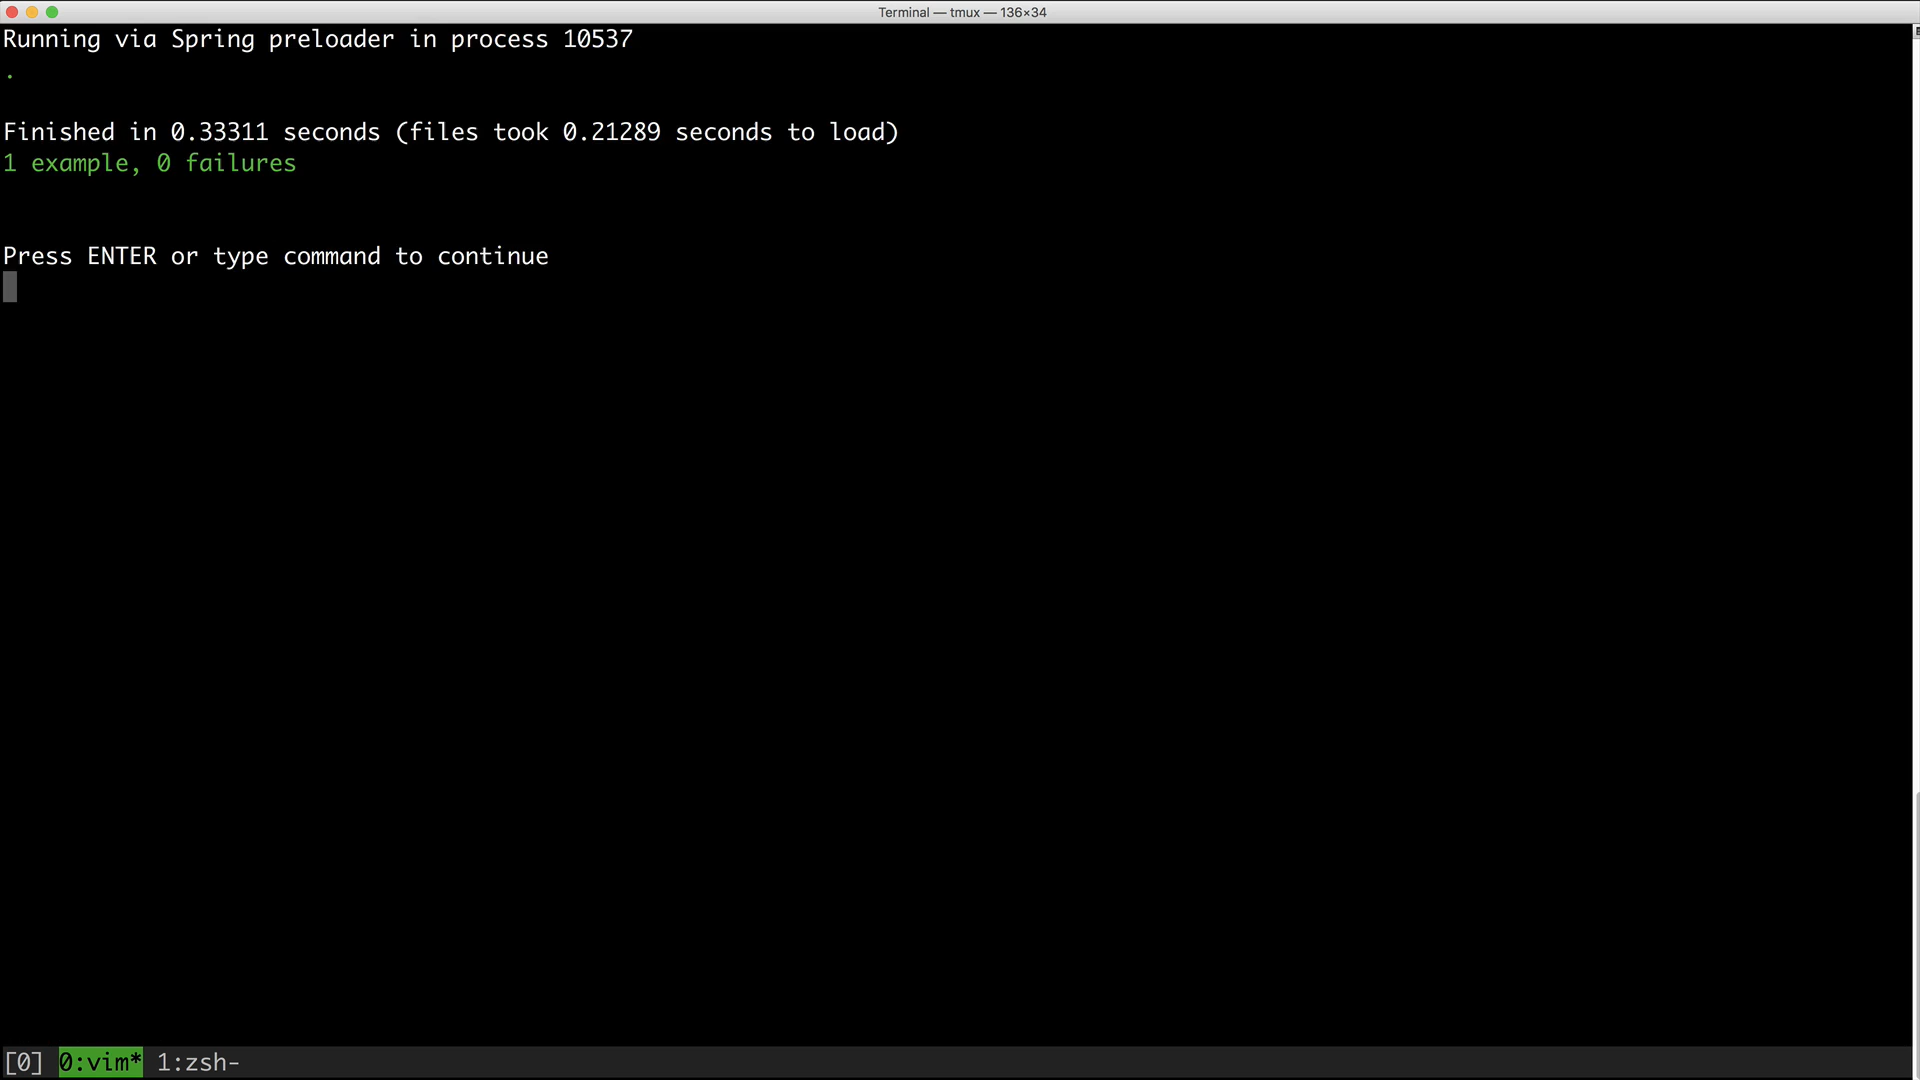 Terminal — tmux — 136×34
Running via Spring preloader in process 10537
.
Finished in 0.33311 seconds (files took 0.21289 seconds to load)
1 example, 0 failures
Press ENTER or type command to continue
[0] 0:vim* 1:zsh-